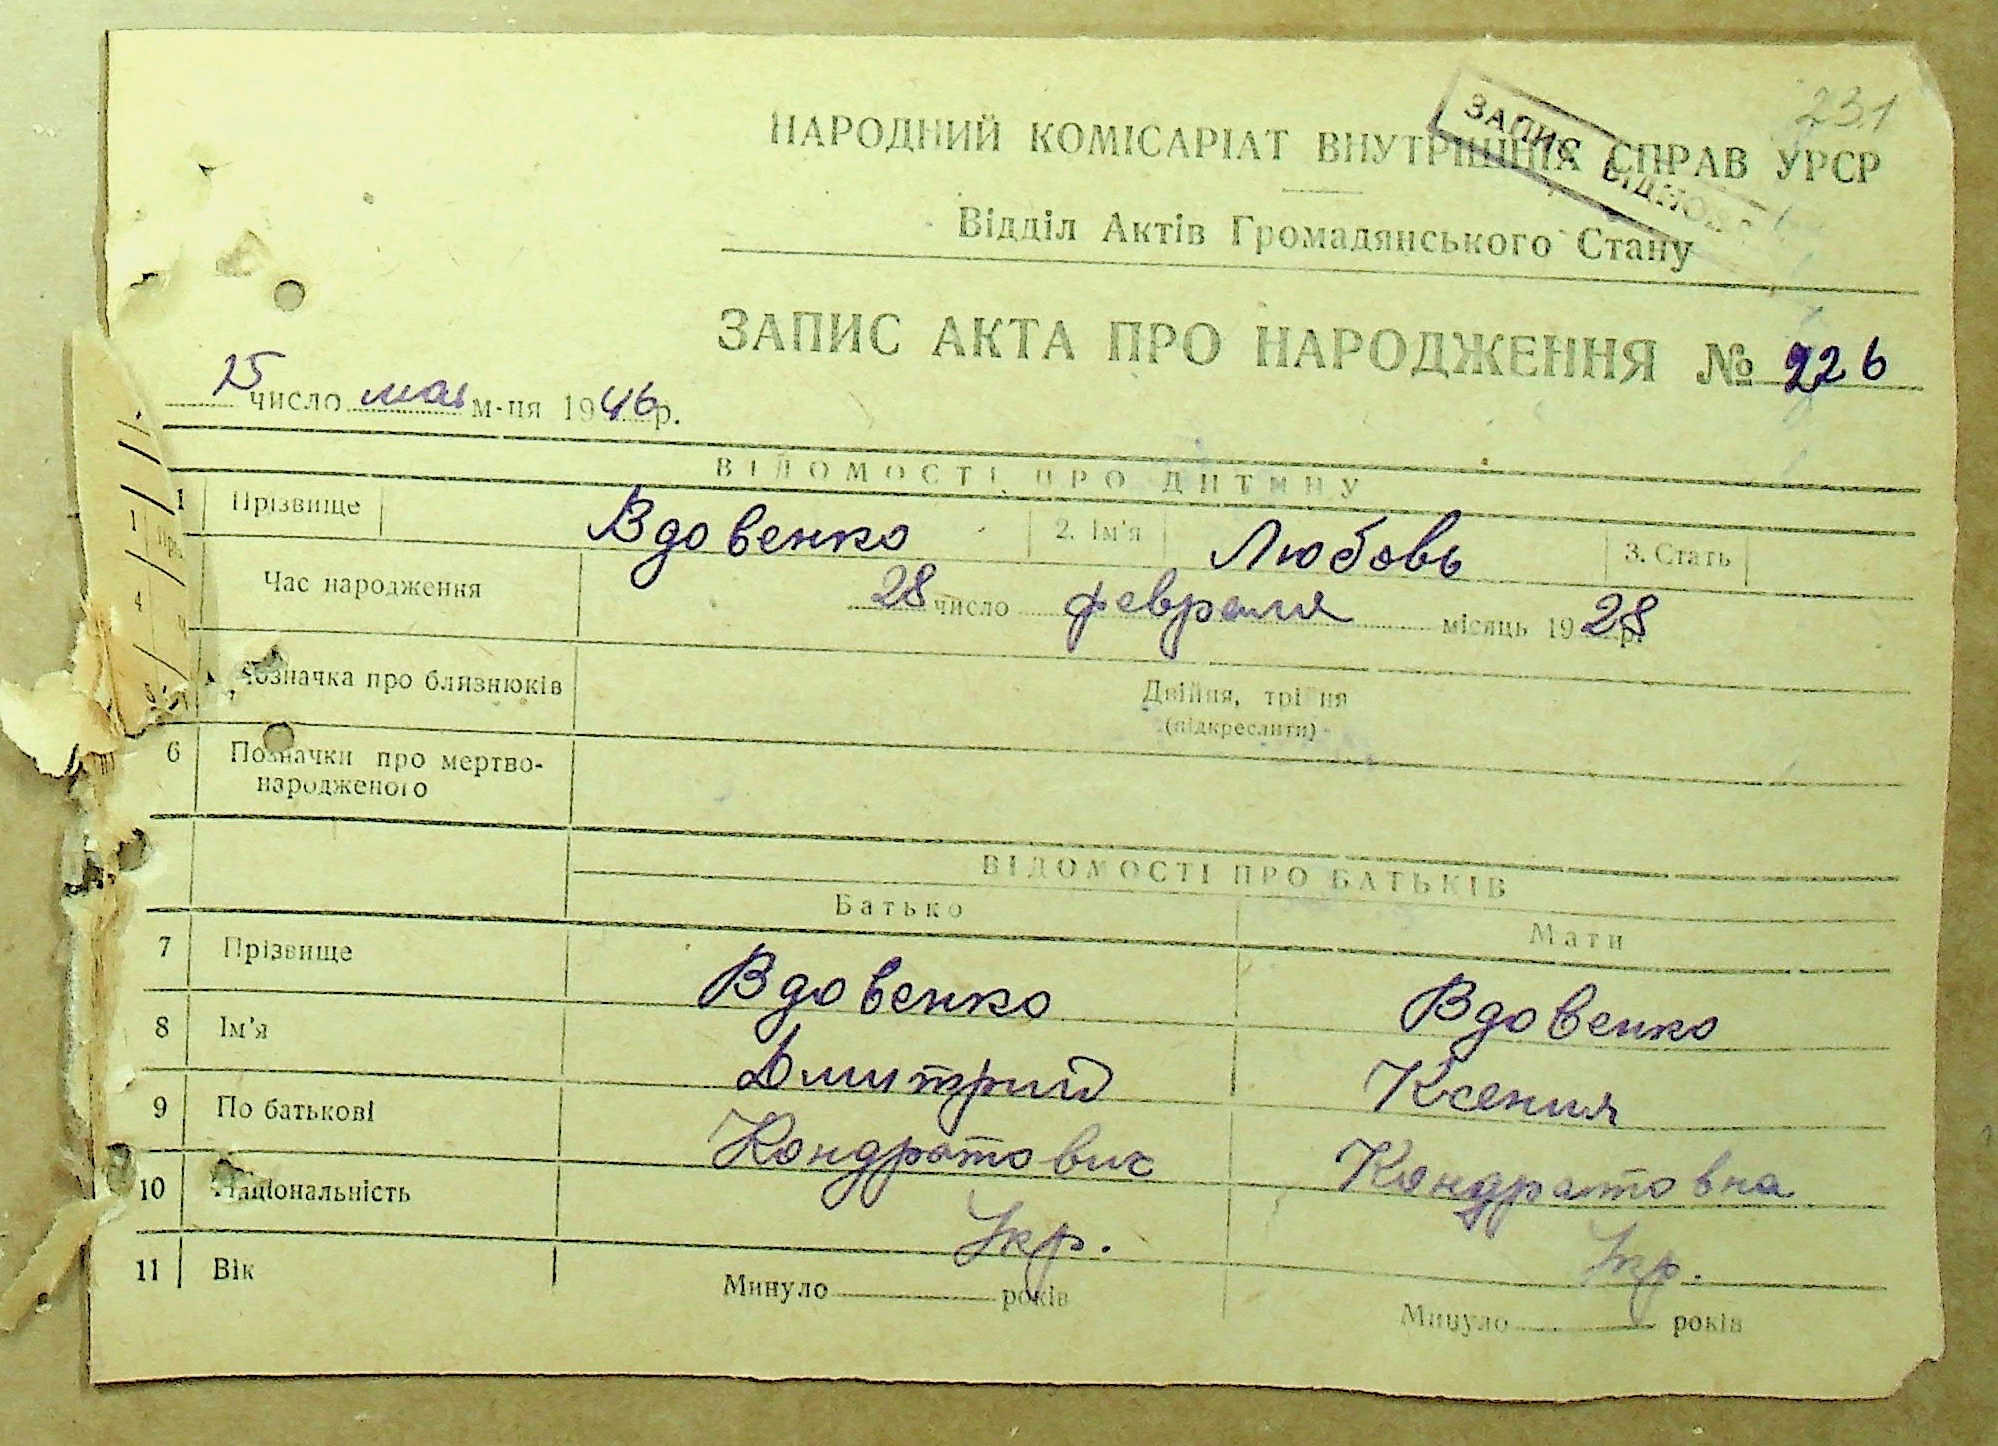 231
ЗАПИС ВІДНОВ
НАРОДНИЙ КОМІСАРІАТ ВНУТРІШНІХ СПРАВ УРСР
Відділ Актів Громадянського Стану
ЗАПИС АКТА ПРО НАРОДЖЕННЯ № 226
25 число мая м-ця 1946 р.
ВІДОМОСТІ ПРО ДИТИНУ
1 Прізвище Вдовенко 2. Ім'я Любовь 3. Стать
4 Час народження 28 число февраля місяць 1928 р.
Позначка про близнюків Двійня, трійня
(підкреслити)
6 Позначки про мертво-
народженого
ВІДОМОСТІ ПРО БАТЬКІВ
Батько Мати
7 Прізвище Вдовенко Вдовенко
8 Ім'я Дмитрий Ксения
9 По батькові Кондратович Кондратовна
10 Національність Укр. Укр.
11 Вік Минуло років Минуло років